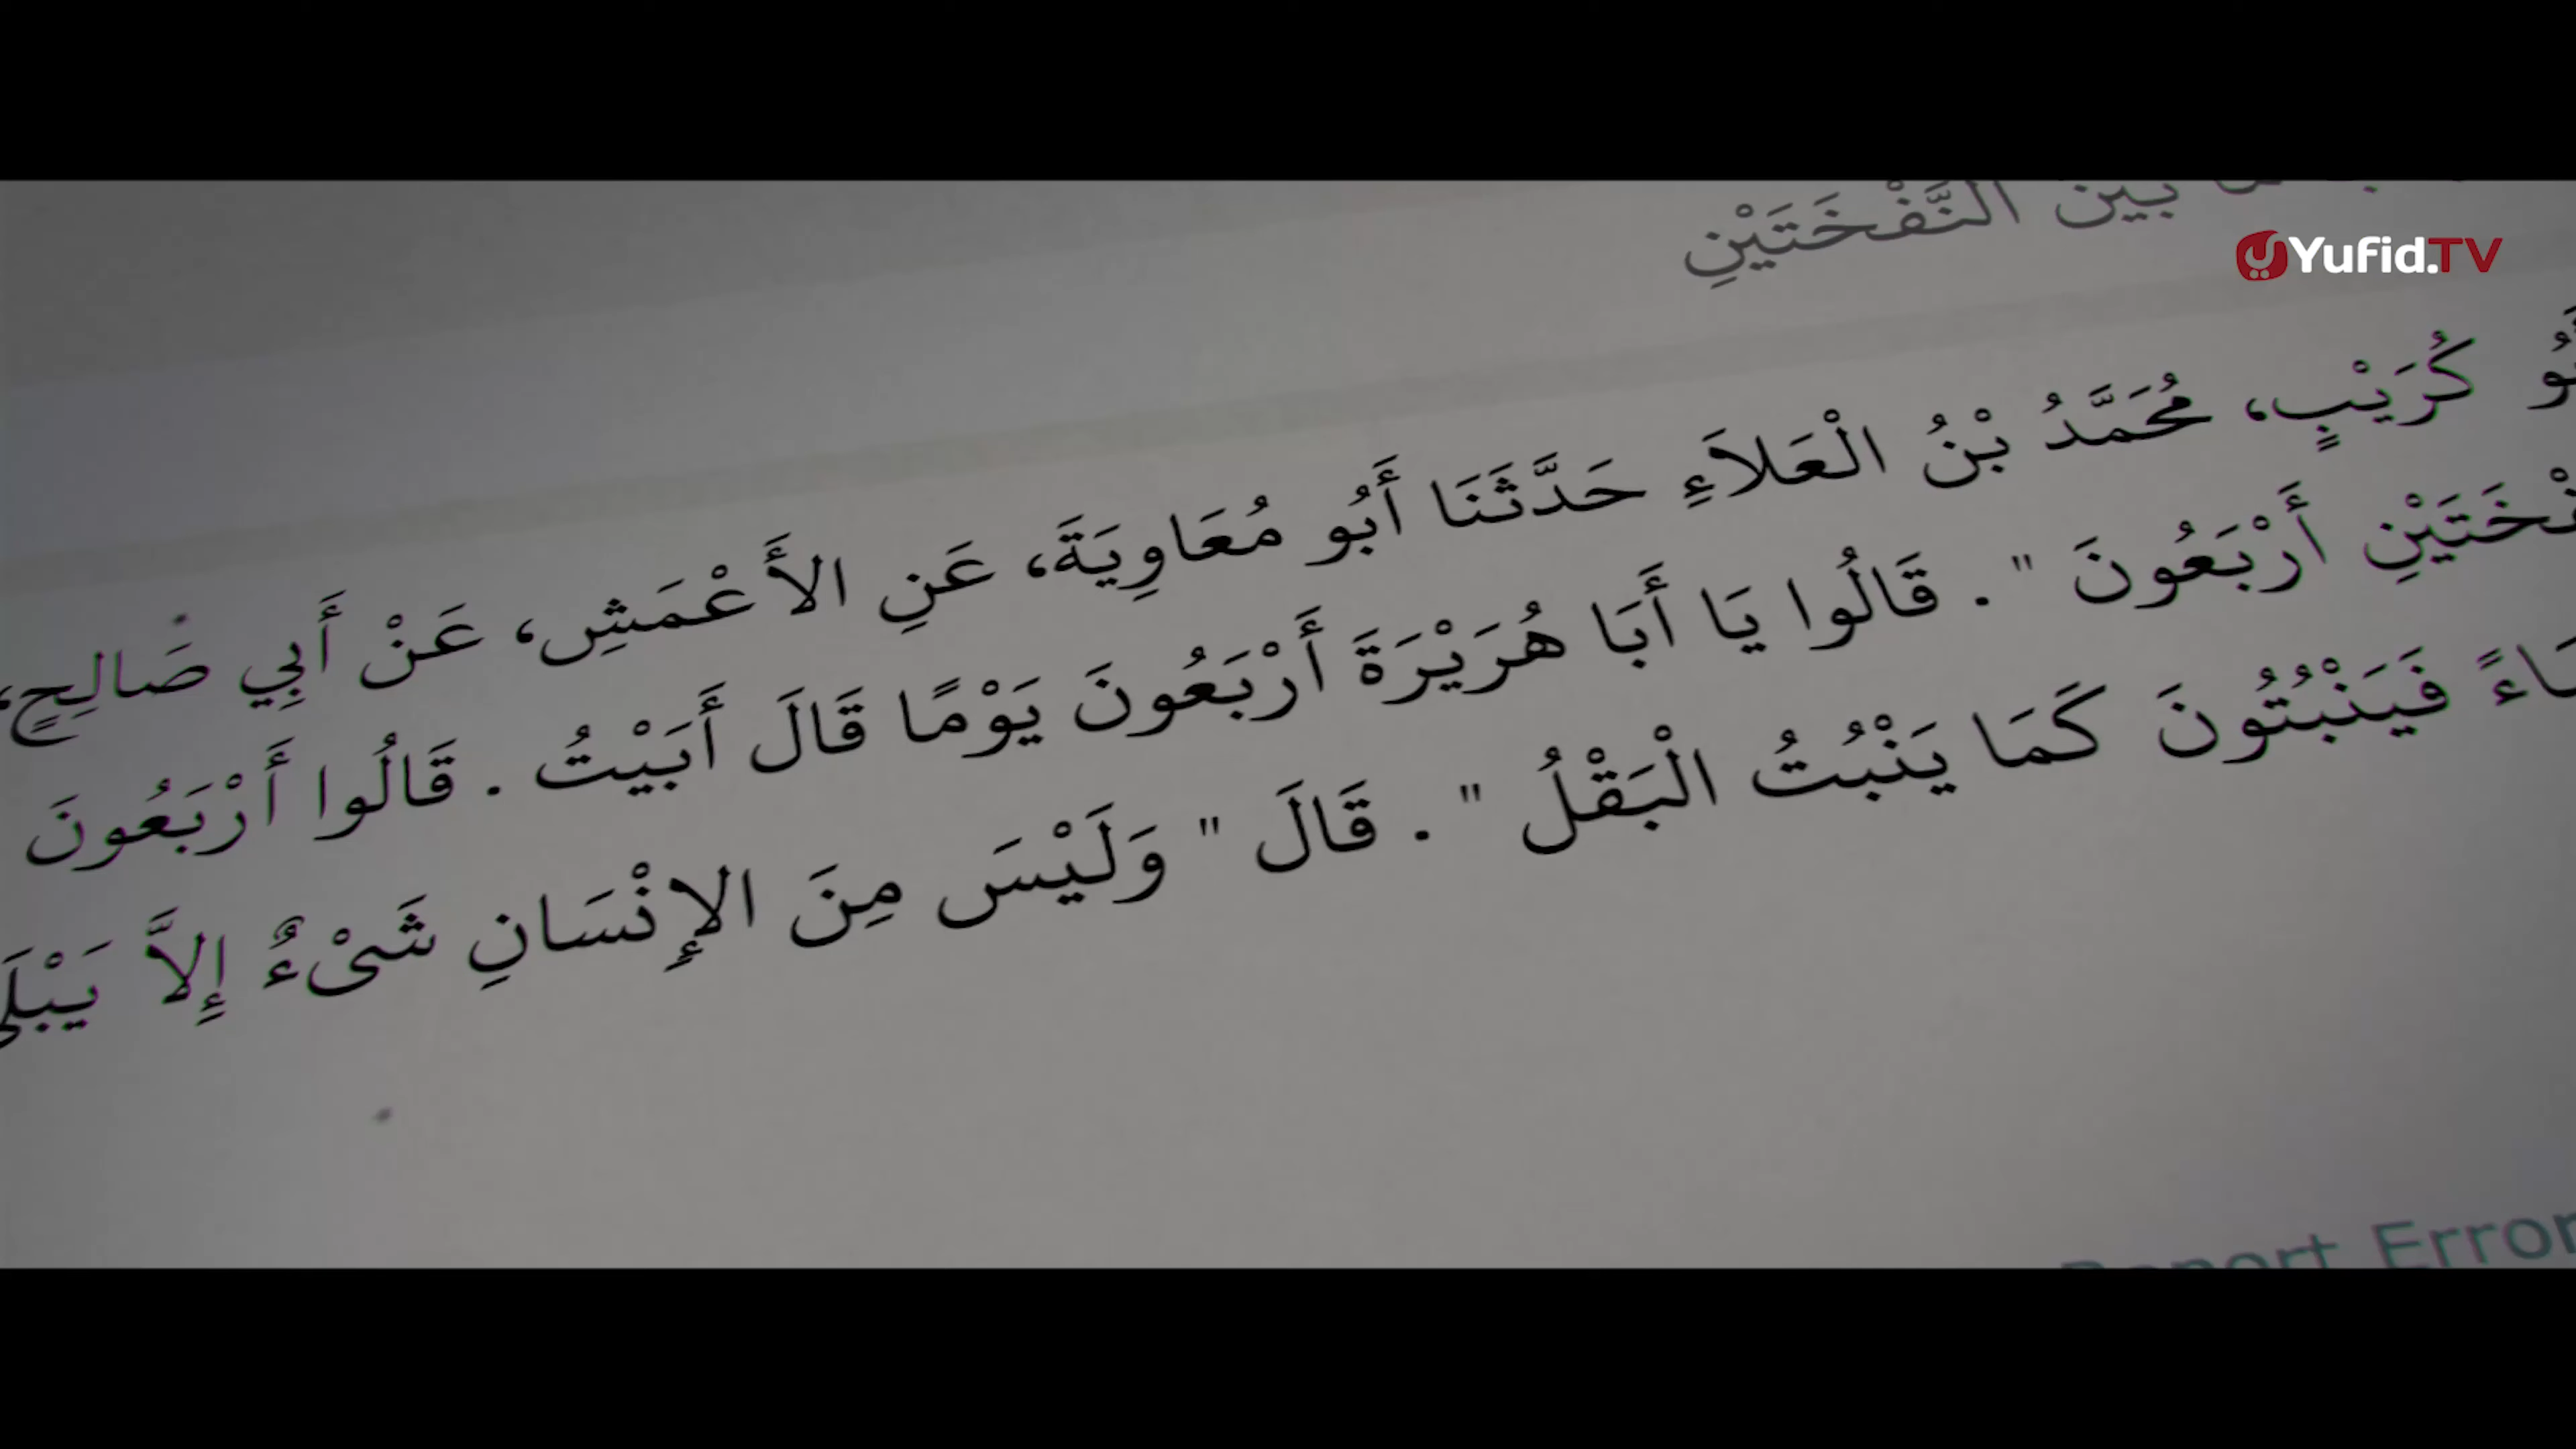 بَيْنَ النَّفْخَتَيْنِ
Yufid.TV
كُرَيْبٍ، مُحَمَّدُ بْنُ الْعَلاَءِ حَدَّثَنَا أَبُو مُعَاوِيَةَ، عَنِ الأَعْمَشِ، عَنْ أَبِي صَالِحٍ،
أَرْبَعُونَ " . قَالُوا يَا أَبَا هُرَيْرَةَ أَرْبَعُونَ يَوْمًا قَالَ أَبَيْتُ . قَالُوا أَرْبَعُونَ
فَيَنْبُتُونَ كَمَا يَنْبُتُ الْبَقْلُ " . قَالَ " وَلَيْسَ مِنَ الإِنْسَانِ شَىْءٌ إِلاَّ يَبْلَى
Report Error